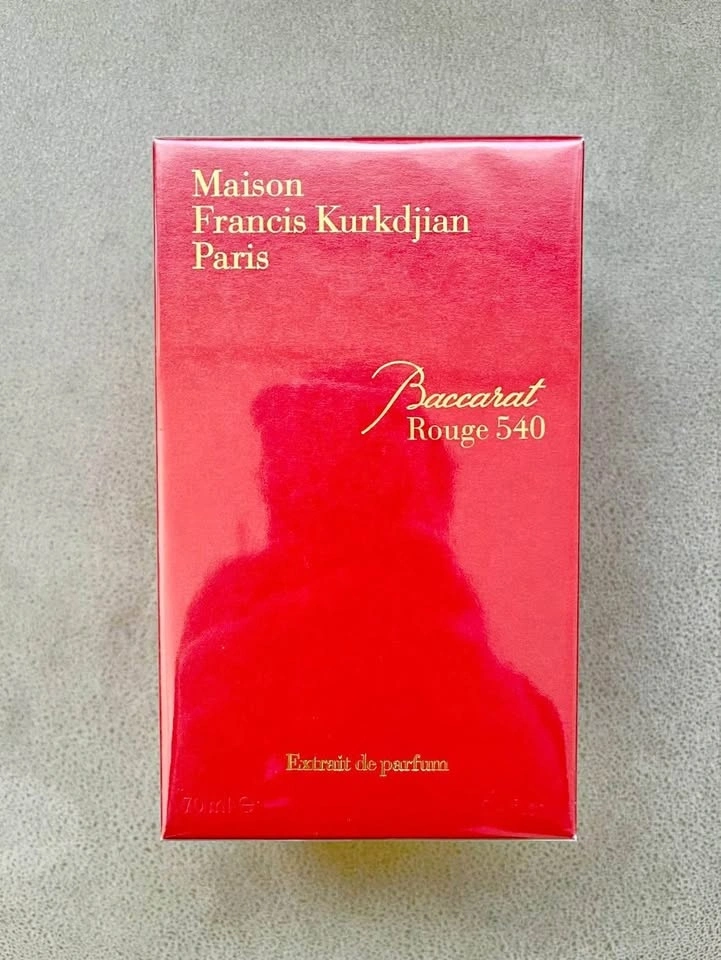 Maison
Francis Kurkdjian
Paris
Baccarat
Rouge 540
Extrait de parfum
70 ml ℮